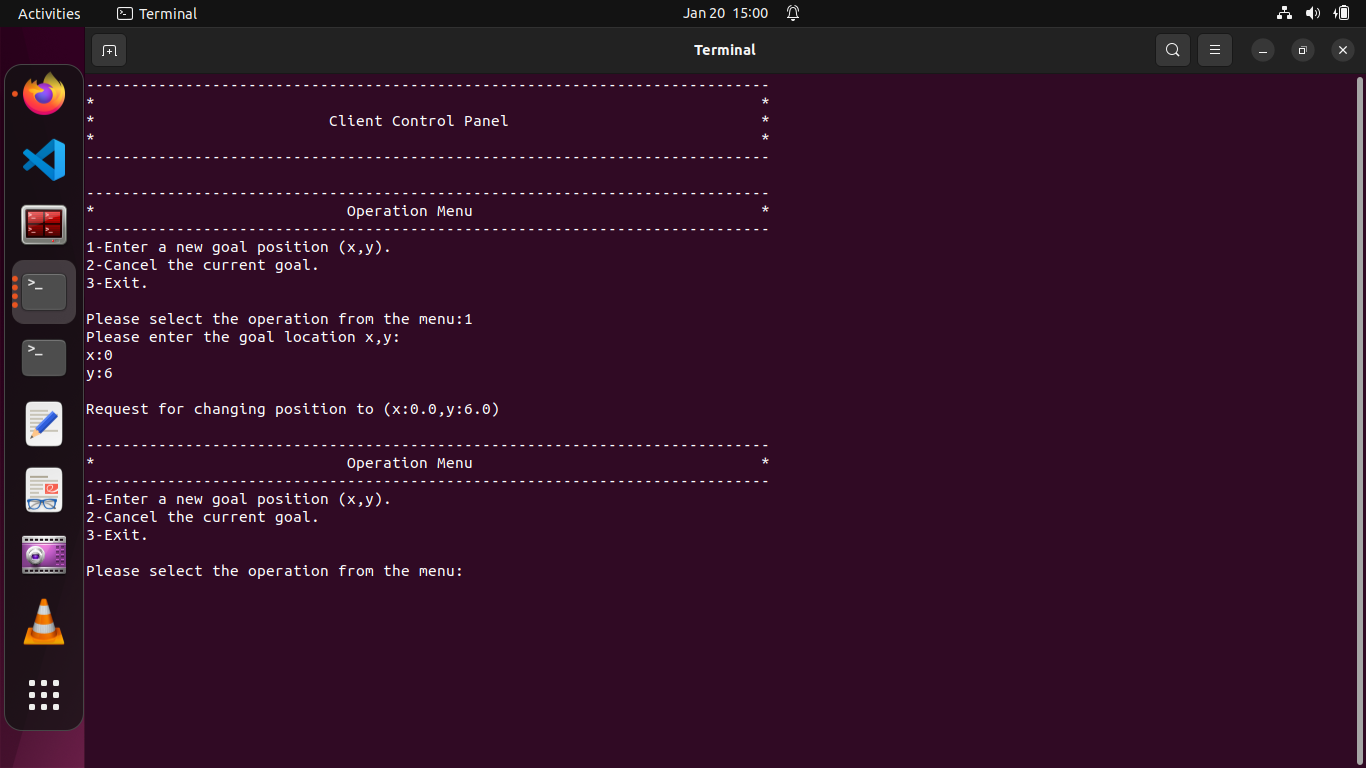 Activities Terminal Jan 20 15:00
Terminal
----------------------------------------------------------------------------
* *
* Client Control Panel *
* *
----------------------------------------------------------------------------
----------------------------------------------------------------------------
* Operation Menu *
----------------------------------------------------------------------------
1-Enter a new goal position (x,y).
2-Cancel the current goal.
3-Exit.
Please select the operation from the menu:1
Please enter the goal location x,y:
x:0
y:6
Request for changing position to (x:0.0,y:6.0)
----------------------------------------------------------------------------
* Operation Menu *
----------------------------------------------------------------------------
1-Enter a new goal position (x,y).
2-Cancel the current goal.
3-Exit.
Please select the operation from the menu: